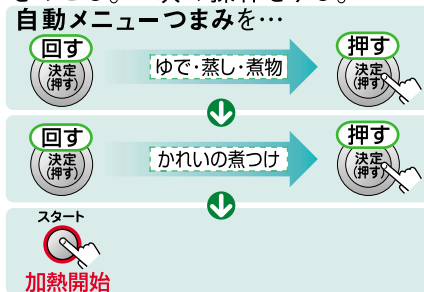 自動メニューつまみを…
回す
決定
(押す)
ゆで・蒸し・煮物
押す
決定
(押す)
回す
決定
(押す)
かれいの煮つけ
押す
決定
(押す)
スタート
加熱開始